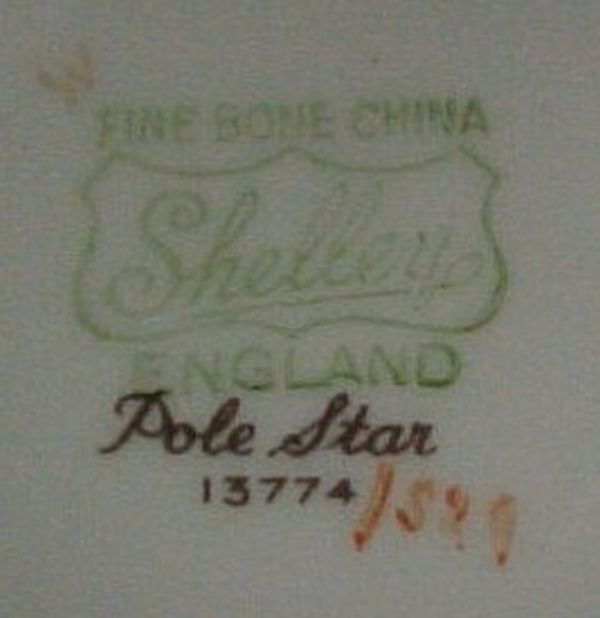 FINE BONE CHINA
Shelley
ENGLAND
Pole Star
13774